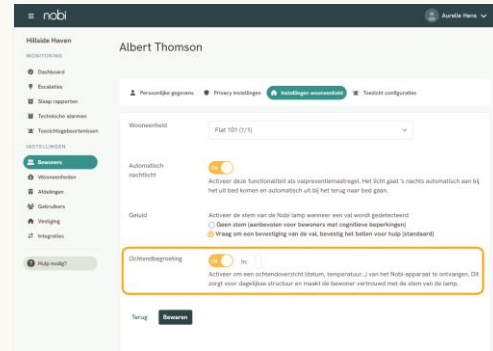 nobi
Aurelie Hens
Hillside Haven
MONITORING
Dashboard
Escalaties
Slaap rapporten
Technische alarmen
Toezichtsgebeurtenissen
INSTELLINGEN
Bewoners
Wooneenheden
Afdelingen
Gebruikers
Vestiging
Integraties
Hulp nodig?
Albert Thomson
Persoonlijke gegevens
Privacy instellingen
Instellingen wooneenheid
Toezicht configuraties
Wooneenheid
Flat 101 (1/1)
Automatisch
nachtlicht
ON
Activeer deze functionaliteit als valpreventiemaatregel. Het licht gaat 's nachts automatisch aan bij
het uit bed komen en automatisch uit bij het terug naar bed gaan.
Geluid
Activeer de stem van de Nobi lamp wanneer een val wordt gedetecteerd
Geen stem (aanbevolen voor bewoners met cognitieve beperkingen)
Vraag om een bevestiging van de val, bevestig het bellen voor hulp (standaard)
Ochtendbegroeting
ON
In:
Activeer om een ochtendoverzicht (datum, temperatuur...) van het Nobi-apparaat te ontvangen. Dit
zorgt voor dagelijkse structuur en maakt de bewoner vertrouwd met de stem van de lamp.
Terug
Bewaren